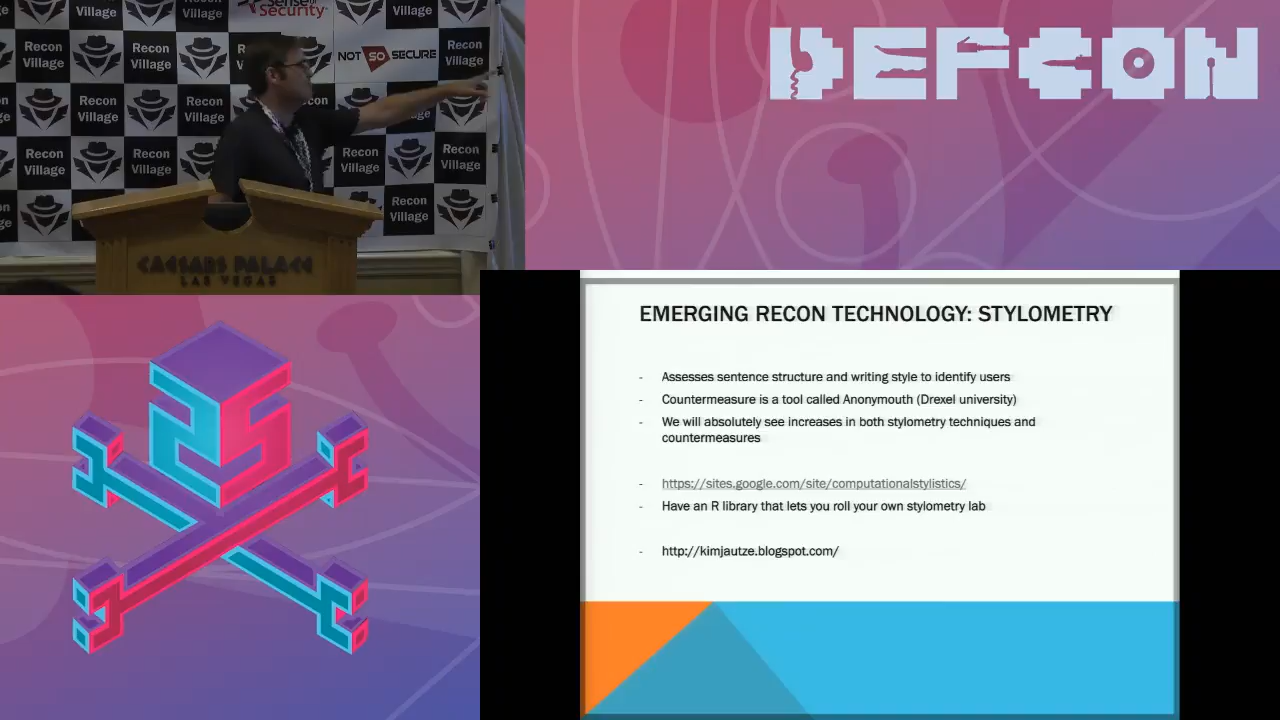 Sense of
Security
Village
Village
Recon
Village
Recon
Village
NOT SO SECURE
Recon
Village
Recon
Village
Recon
Village
Recon
Village
Recon
Village
Recon
Village
Recon
Village
CAESARS PALACE
LAS VEGAS
DEFCON
EMERGING RECON TECHNOLOGY: STYLOMETRY
- Assesses sentence structure and writing style to identify users
- Countermeasure is a tool called Anonymouth (Drexel university)
- We will absolutely see increases in both stylometry techniques and
countermeasures
- https://sites.google.com/site/computationalstylistics/
- Have an R library that lets you roll your own stylometry lab
- http://kimjautze.blogspot.com/